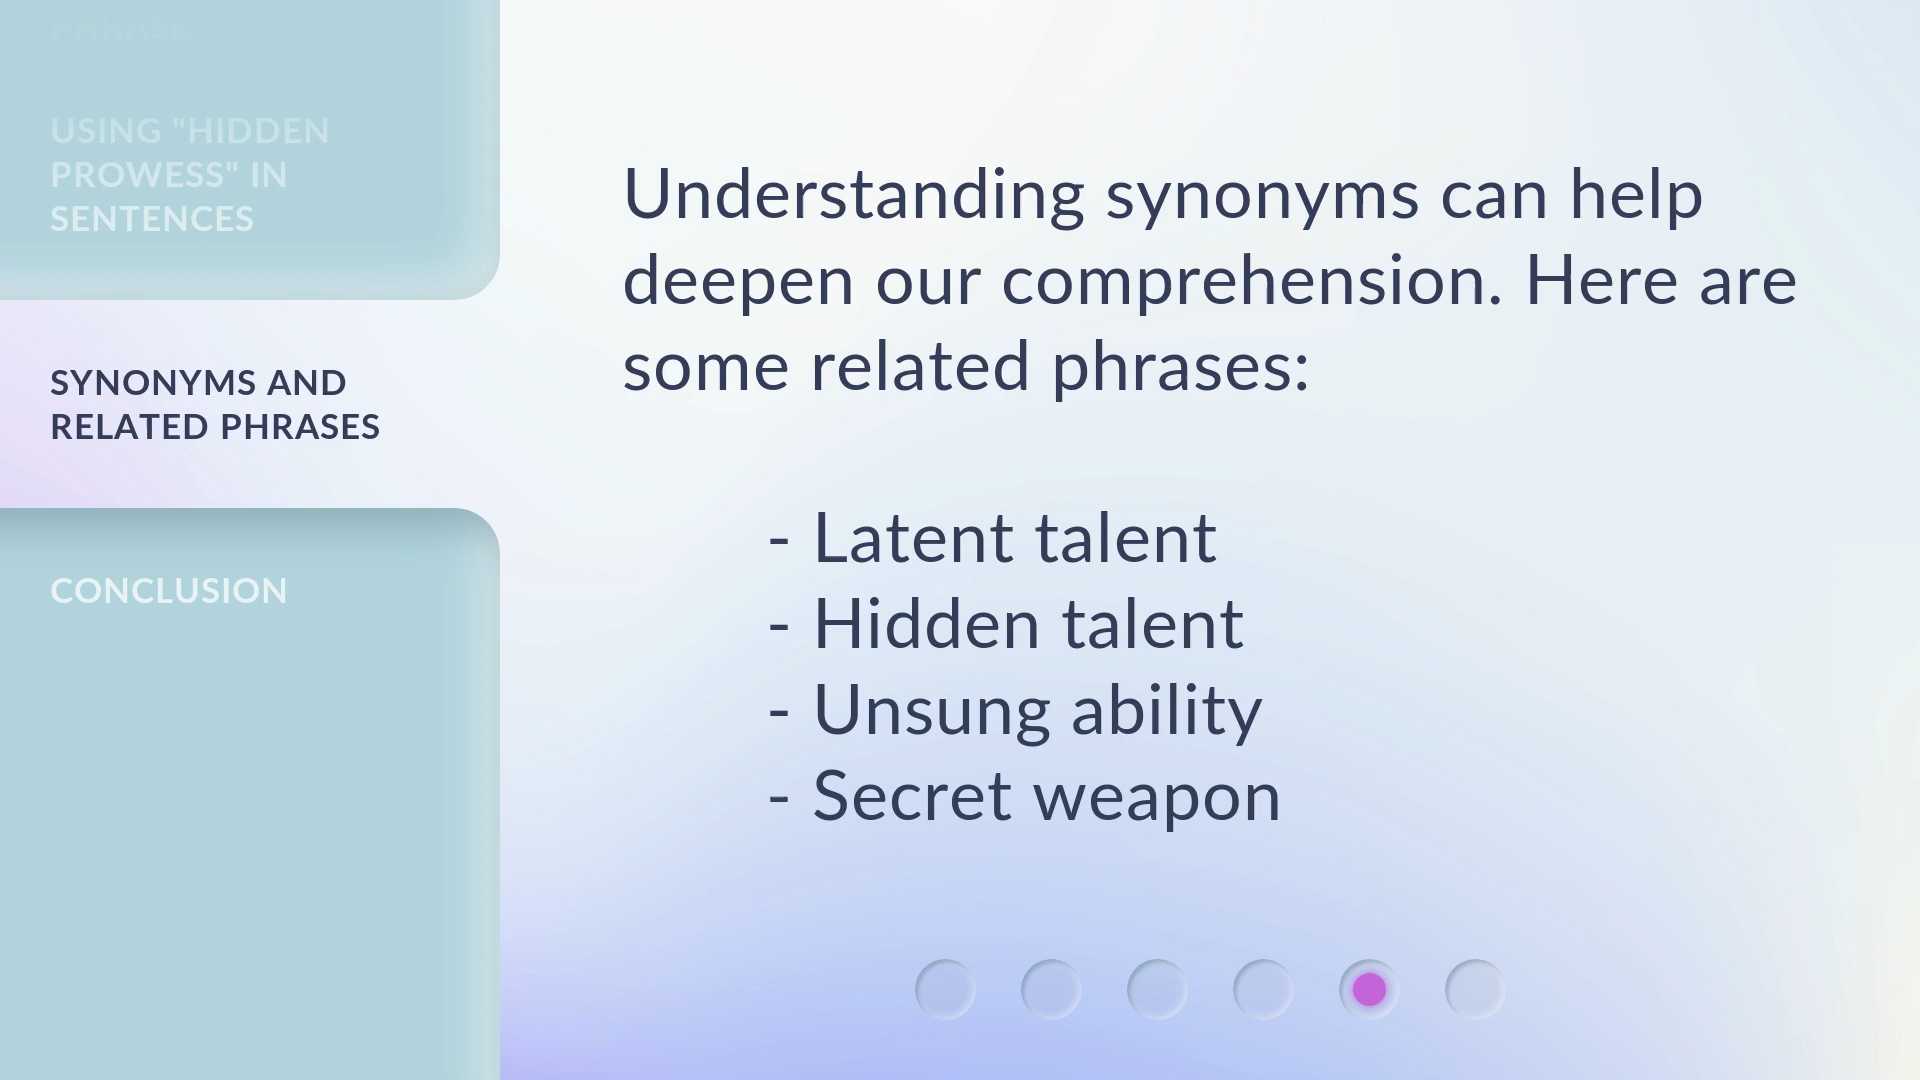 PHRASE
USING "HIDDEN
PROWESS" IN
SENTENCES
SYNONYMS AND
RELATED PHRASES
CONCLUSION
Understanding synonyms can help
deepen our comprehension. Here are
some related phrases:
- Latent talent
- Hidden talent
- Unsung ability
- Secret weapon